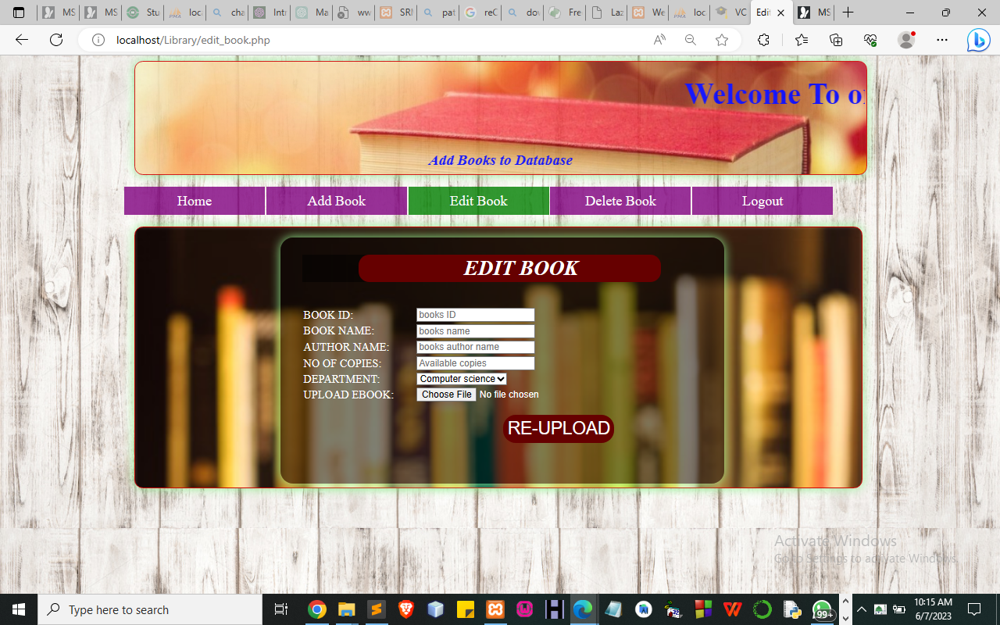 MS
MS
Stu
loca
cha
Intr
Ma
ww
SRM
pat
reC
dov
Fre
Laz
We
loc
VC
Edi
MS
localhost/Library/edit_book.php
Welcome To o
Add Books to Database
Home Add Book Edit Book Delete Book Logout
EDIT BOOK
BOOK ID: books ID
BOOK NAME: books name
AUTHOR NAME: books author name
NO OF COPIES: Available copies
DEPARTMENT: Computer science
UPLOAD EBOOK: Choose File No file chosen
RE-UPLOAD
Activate Windows
Go to Settings to activate Windows.
Type here to search
99+
10:15 AM
6/7/2023